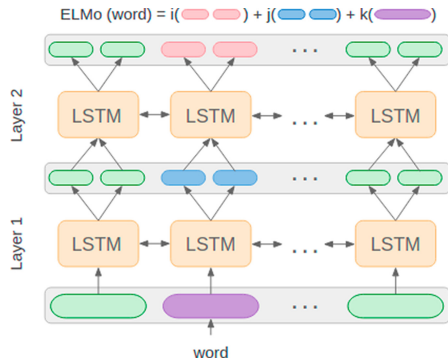 ELMo (word) = i( ) + j( ) + k( )
. . .
Layer 2
LSTM LSTM . . . LSTM
. . .
Layer 1
LSTM LSTM . . . LSTM
. . .
word